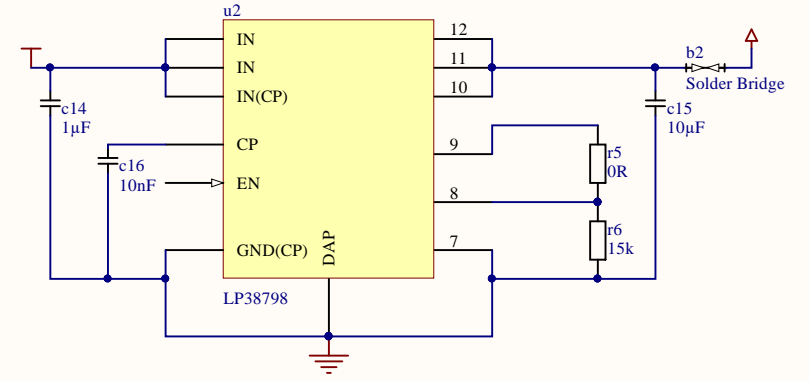 u2
IN
12
IN
11
b2
IN(CP)
10
Solder Bridge
c14
1µF
c15
10µF
CP
9
c16
10nF
r5
0R
EN
8
r6
15k
GND(CP)
DAP
7
LP38798